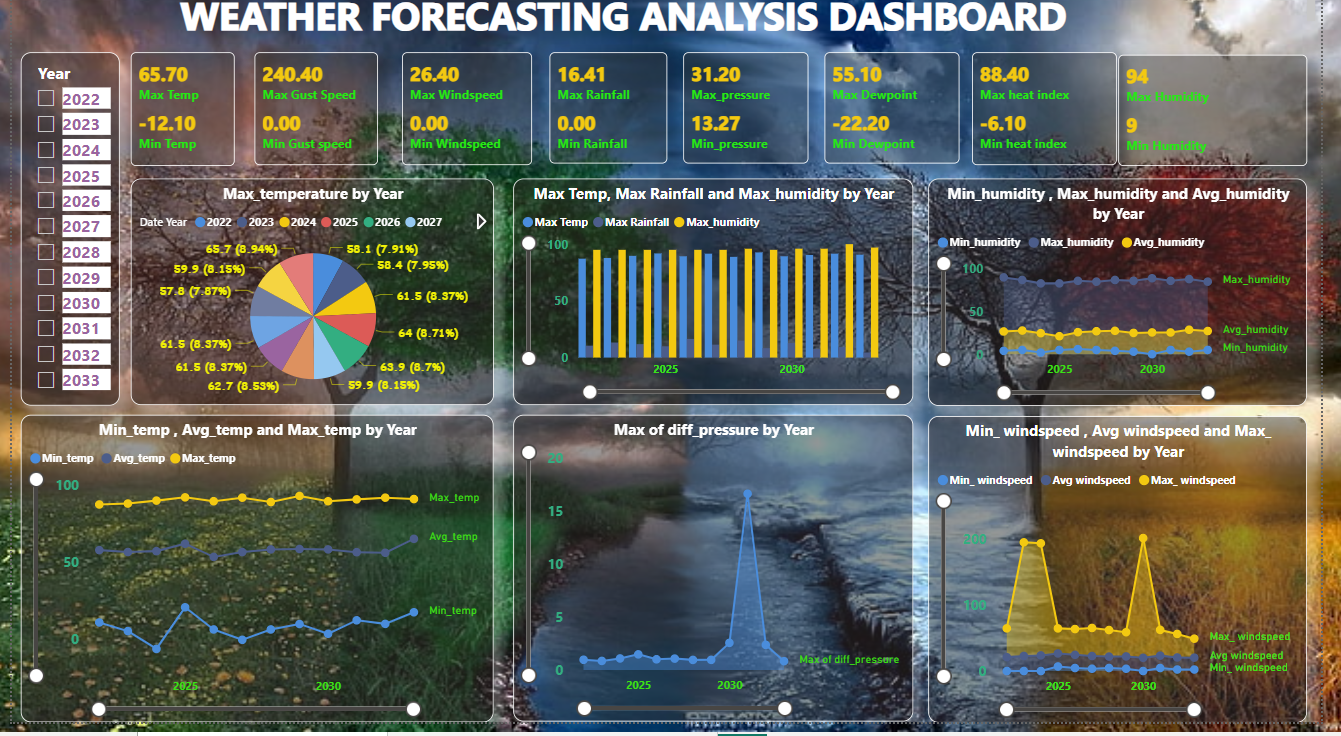 WEATHER FORECASTING ANALYSIS DASHBOARD
Year
2022
2023
2024
2025
2026
2027
2028
2029
2030
2031
2032
2033
65.70
Max Temp
-12.10
Min Temp
240.40
Max Gust Speed
0.00
Min Gust speed
26.40
Max Windspeed
0.00
Min Windspeed
16.41
Max Rainfall
0.00
Min Rainfall
31.20
Max_pressure
13.27
Min_pressure
55.10
Max Dewpoint
-22.20
Min Dewpoint
88.40
Max heat index
-6.10
Min heat index
94
Max Humidity
9
Min Humidity
Max_temperature by Year
Date Year 2022 2023 2024 2025 2026 2027
65.7 (8.94%)
58.1 (7.91%)
59.9 (8.15%)
58.4 (7.95%)
57.8 (7.87%)
61.5 (8.37%)
64 (8.71%)
61.5 (8.37%)
61.5 (8.37%)
63.9 (8.7%)
62.7 (8.53%)
59.9 (8.15%)
Max Temp, Max Rainfall and Max_humidity by Year
Max Temp Max Rainfall Max_humidity
100
50
0
2025 2030
Min_humidity , Max_humidity and Avg_humidity
by Year
Min_humidity Max_humidity Avg_humidity
100
50
0
Max_humidity
Avg_humidity
Min_humidity
2025 2030
Min_temp , Avg_temp and Max_temp by Year
Min_temp Avg_temp Max_temp
100
50
0
Max_temp
Avg_temp
Min_temp
2025 2030
Max of diff_pressure by Year
20
15
10
5
0
Max of diff_pressure
2025 2030
Min_ windspeed , Avg windspeed and Max_
windspeed by Year
Min_ windspeed Avg windspeed Max_ windspeed
200
100
0
Max_ windspeed
Avg windspeed
Min_ windspeed
2025 2030